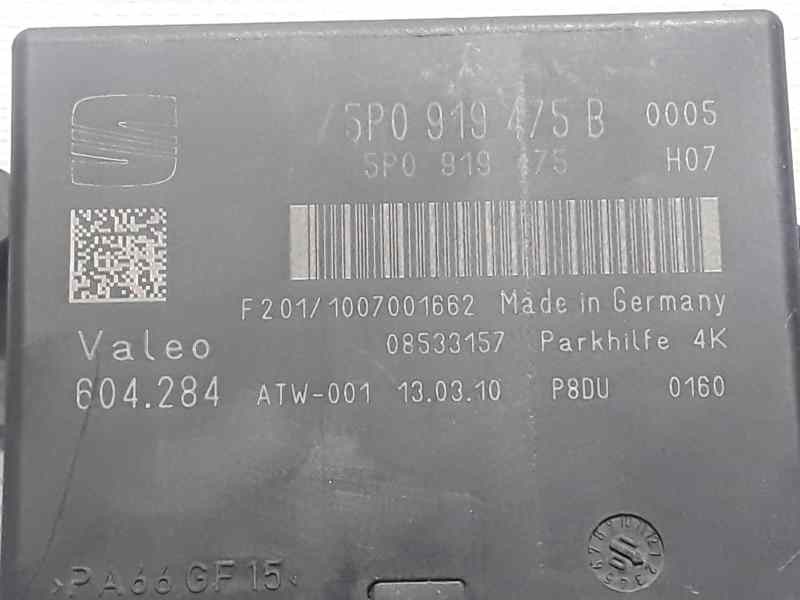 5P0 919 475 B 0005
5P0 919 475 H07
F201/1007001662 Made in Germany
Valeo 08533157 Parkhilfe 4K
604.284 ATW-001 13.03.10 P8DU 0160
>PA66 GF15<